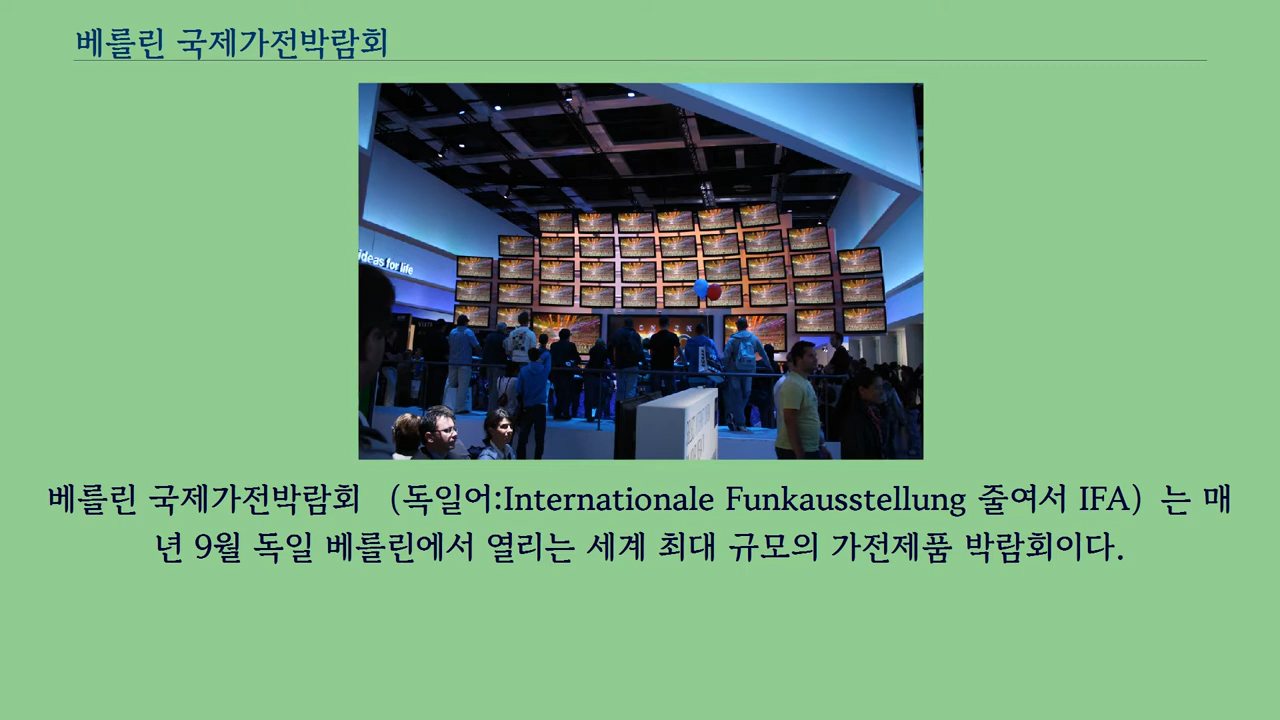 베를린 국제가전박람회
ideas for life
베를린 국제가전박람회 (독일어:Internationale Funkausstellung 줄여서 IFA) 는 매
년 9월 독일 베를린에서 열리는 세계 최대 규모의 가전제품 박람회이다.